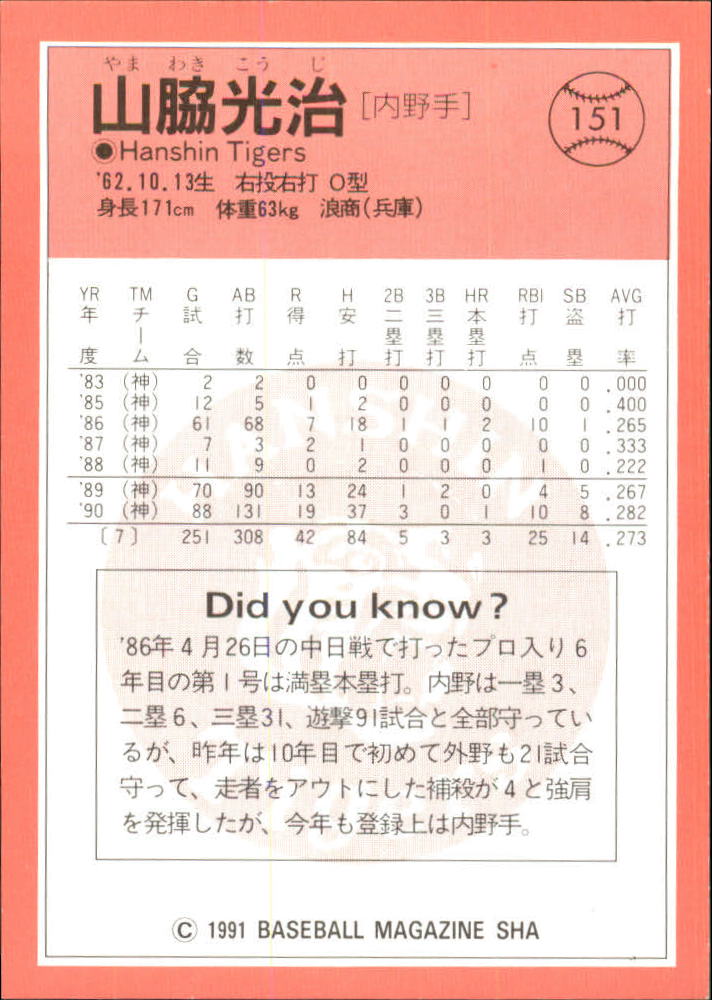 やまわきこうじ
山脇光治［内野手］
151
◉Hanshin Tigers
'62.10.13生 右投右打 O型
身長171cm 体重63kg 浪商(兵庫)
YR TM G AB R H 2B 3B HR RBI SB AVG
年度 チーム 試合 打数 得点 安打 二塁打 三塁打 本塁打 打点 盗塁 打率
'83 (神) 2 2 0 0 0 0 0 0 0 .000
'85 (神) 12 5 1 2 0 0 0 0 0 .400
'86 (神) 61 68 7 18 1 1 2 10 1 .265
'87 (神) 7 3 2 1 0 0 0 0 0 .333
'88 (神) 11 9 0 2 0 0 0 1 0 .222
'89 (神) 70 90 13 24 1 2 0 4 5 .267
'90 (神) 88 131 19 37 3 0 1 10 8 .282
〔7〕 251 308 42 84 5 3 3 25 14 .273
Did you know?
'86年4月26日の中日戦で打ったプロ入り6
年目の第1号は満塁本塁打。内野は一塁3、
二塁6、三塁31、遊撃91試合と全部守ってい
るが、昨年は10年目で初めて外野も21試合
守って、走者をアウトにした補殺が4と強肩
を発揮したが、今年も登録上は内野手。
© 1991 BASEBALL MAGAZINE SHA